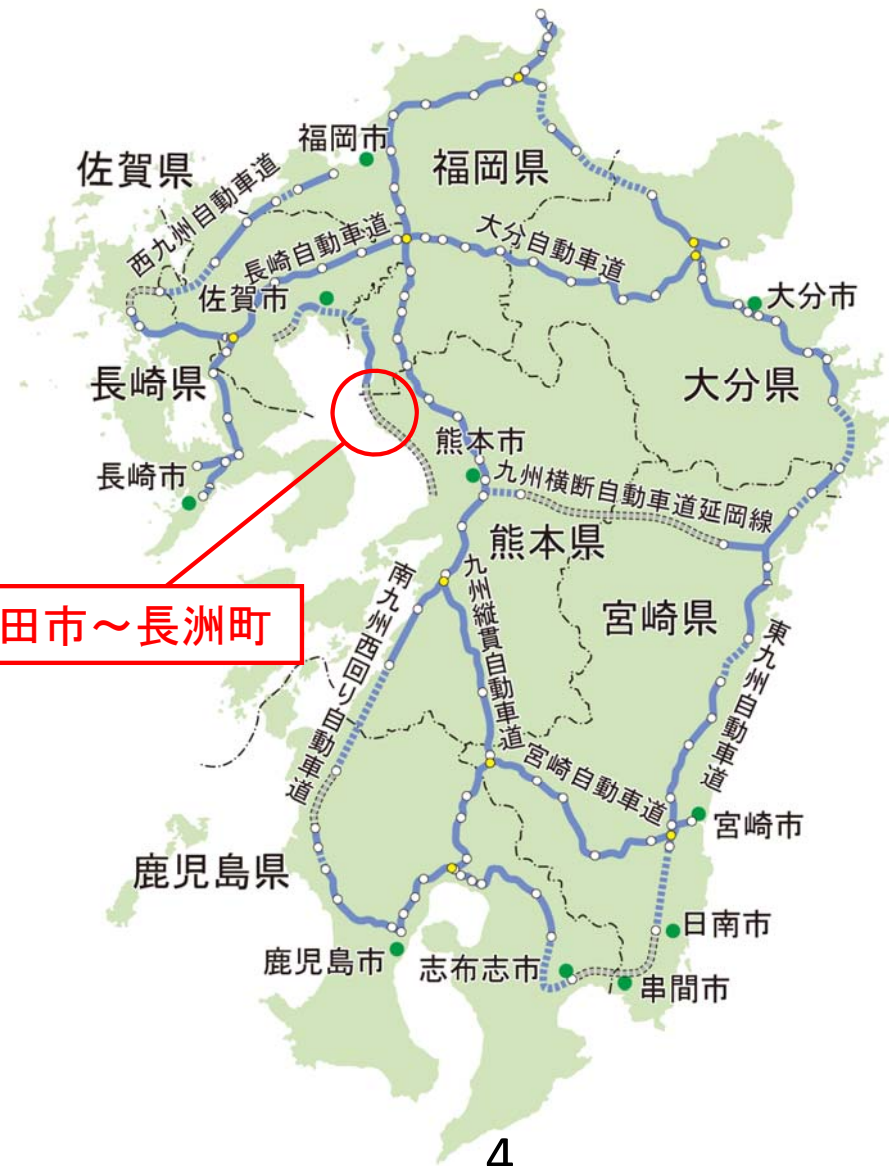 福岡市
佐賀県
福岡県
西九州自動車道
長崎自動車道
大分自動車道
佐賀市
大分市
長崎県
大分県
熊本市
長崎市
九州横断自動車道延岡線
熊本県
田市～長洲町
南九州西回り自動車道
九州縦貫自動車道
宮崎県
東九州自動車道
宮崎自動車道
宮崎市
鹿児島県
日南市
鹿児島市
志布志市
串間市
4